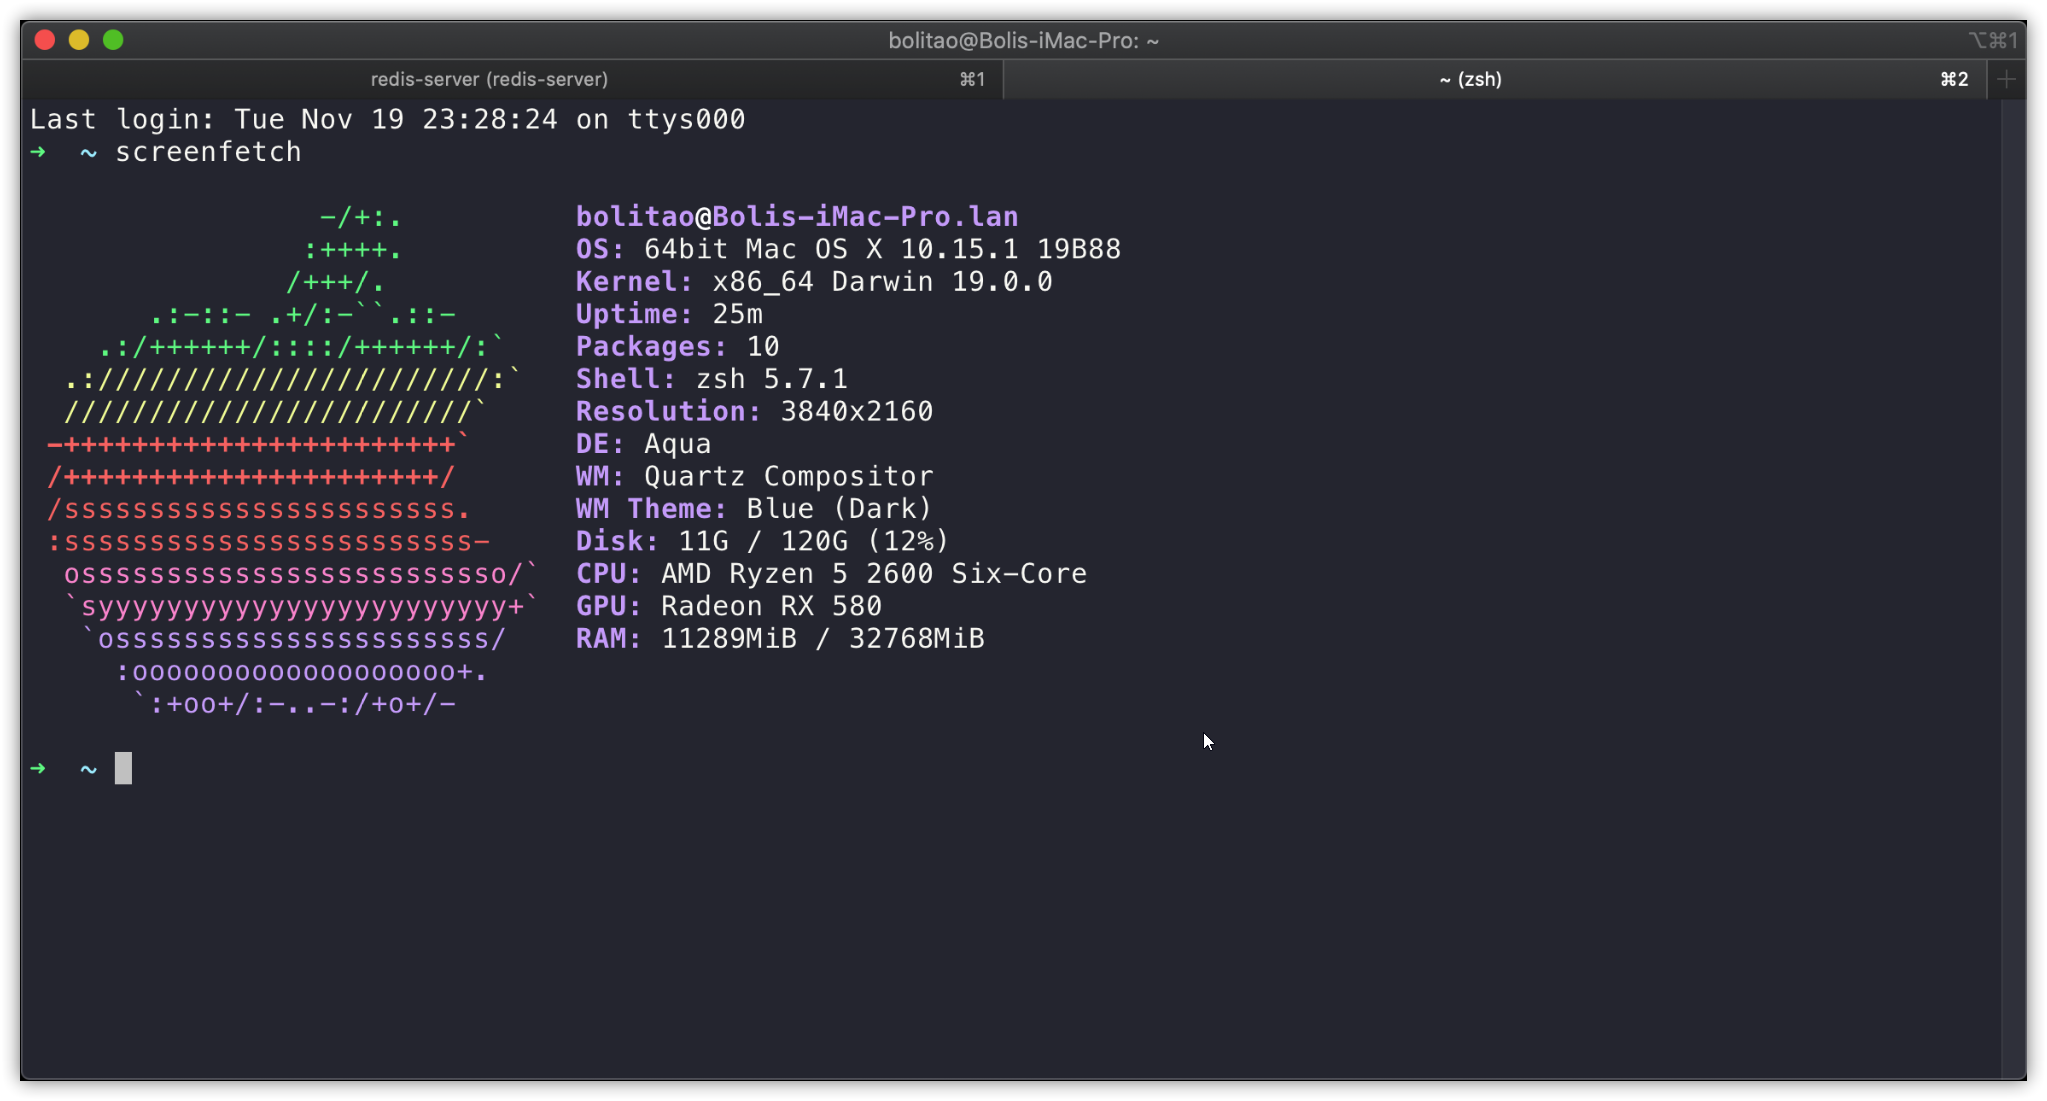 bolitao@Bolis-iMac-Pro: ~ ⌥⌘1
redis-server (redis-server) ⌘1 ~ (zsh) ⌘2 +
Last login: Tue Nov 19 23:28:24 on ttys000
➜ ~ screenfetch
-/+:. bolitao@Bolis-iMac-Pro.lan
:++++. OS: 64bit Mac OS X 10.15.1 19B88
/+++/. Kernel: x86_64 Darwin 19.0.0
.:-::- .+/:-``.::- Uptime: 25m
.:/++++++/::::/++++++/:` Packages: 10
.:///////////////////////:` Shell: zsh 5.7.1
////////////////////////` Resolution: 3840x2160
-+++++++++++++++++++++++` DE: Aqua
/++++++++++++++++++++++/ WM: Quartz Compositor
/sssssssssssssssssssssss. WM Theme: Blue (Dark)
:ssssssssssssssssssssssss- Disk: 11G / 120G (12%)
osssssssssssssssssssssssso/` CPU: AMD Ryzen 5 2600 Six-Core
`syyyyyyyyyyyyyyyyyyyyyyyy+` GPU: Radeon RX 580
`ossssssssssssssssssssss/ RAM: 11289MiB / 32768MiB
:ooooooooooooooooooo+.
`:+oo+/:-..-:/+o+/-
➜ ~